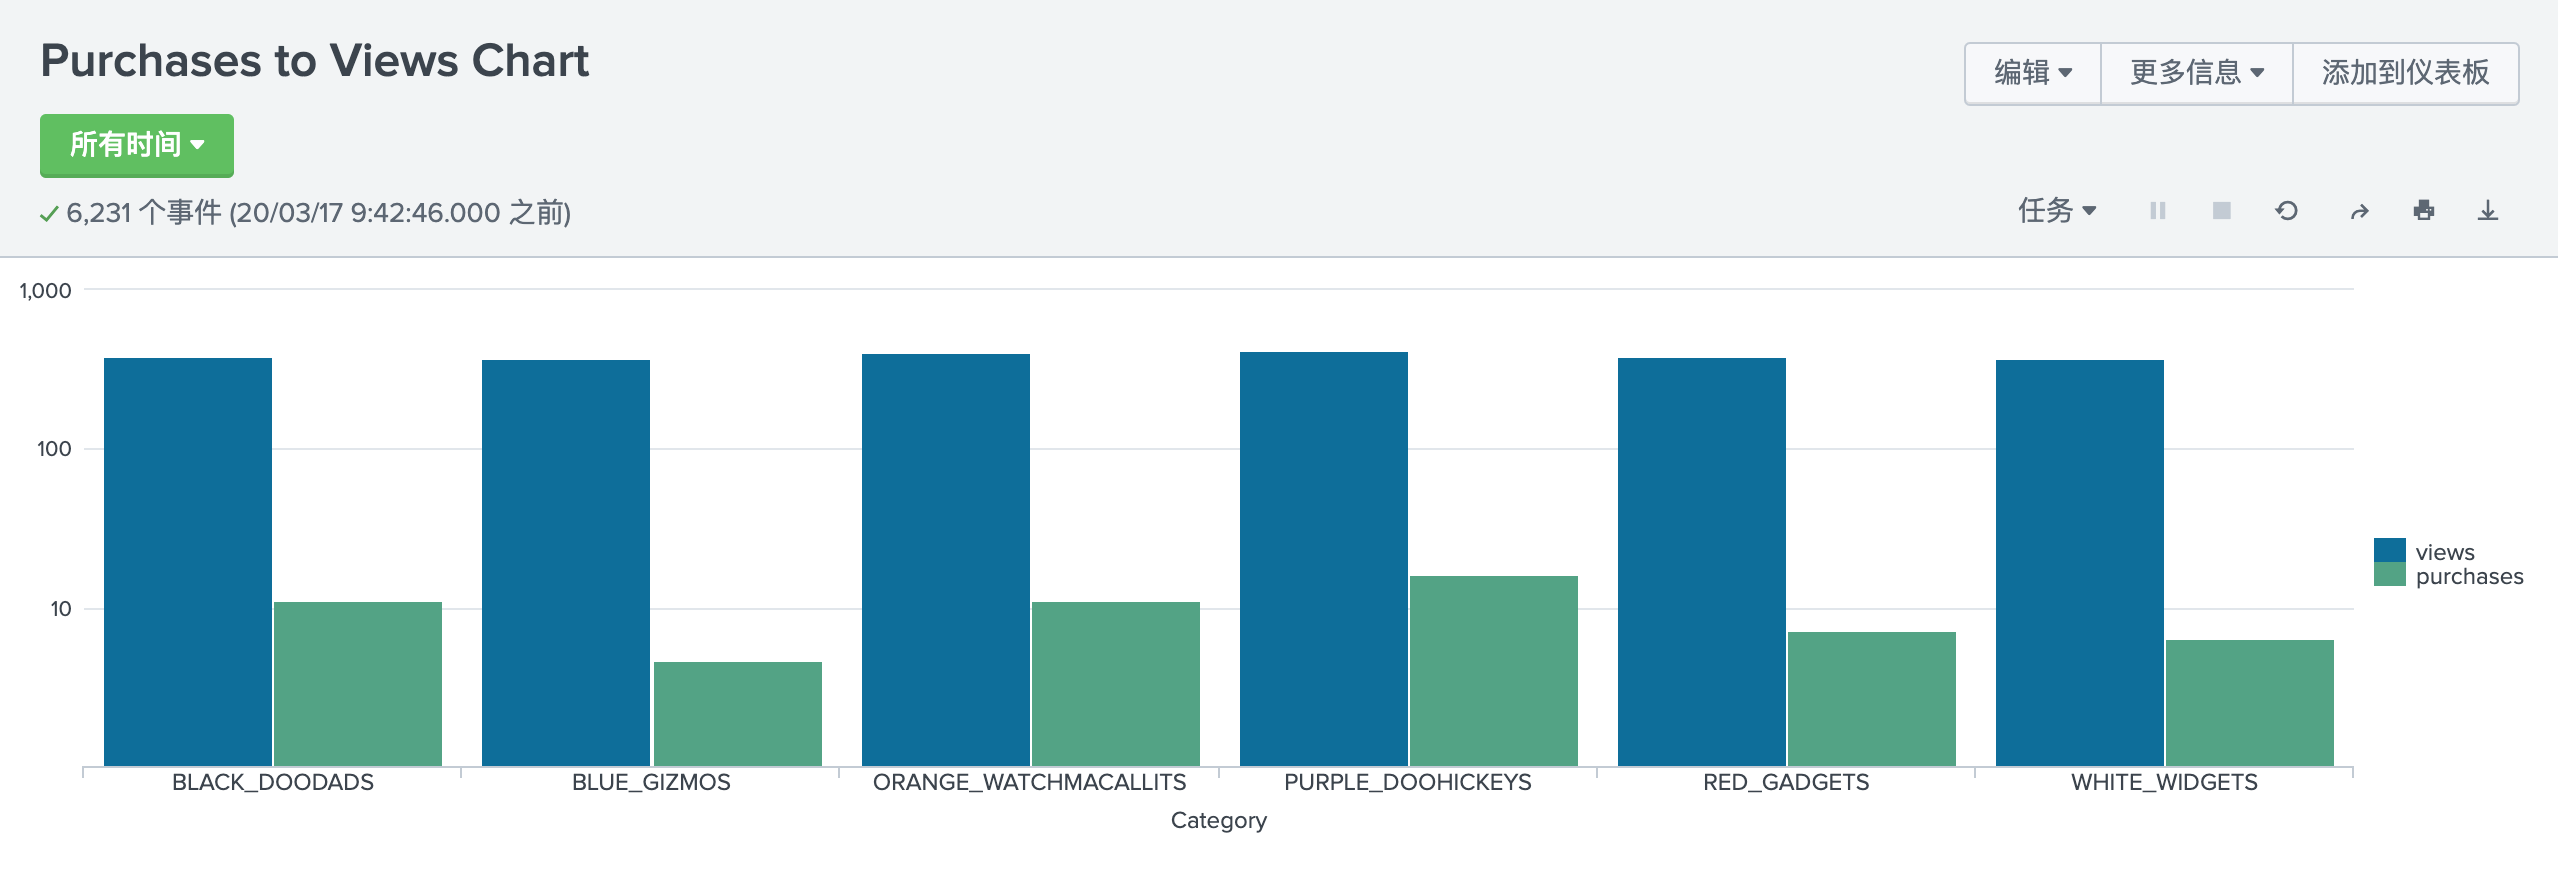 Purchases to Views Chart
编辑 更多信息 添加到仪表板
所有时间
6,231 个事件 (20/03/17 9:42:46.000 之前)
任务
1,000
100
10
views
purchases
BLACK_DOODADS BLUE_GIZMOS ORANGE_WATCHMACALLITS PURPLE_DOOHICKEYS RED_GADGETS WHITE_WIDGETS
Category